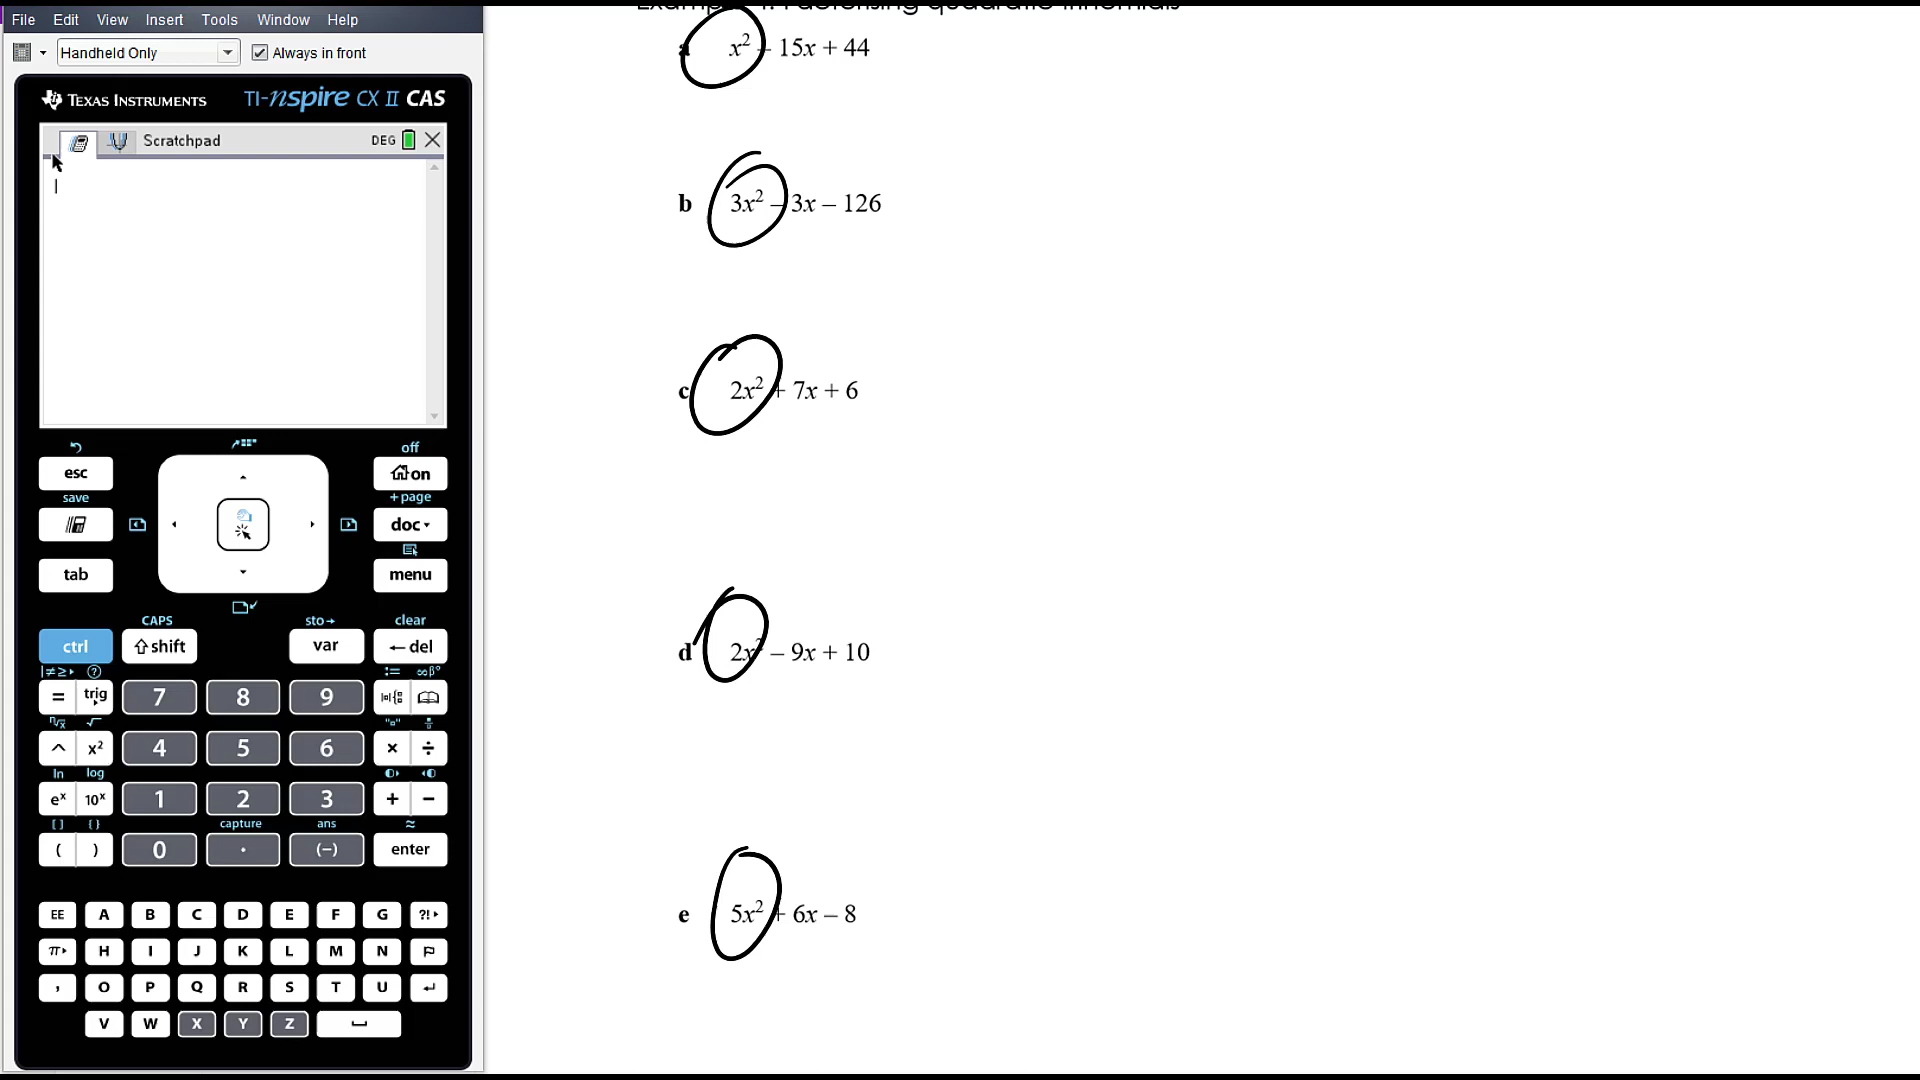 File Edit View Insert Tools Window Help
Handheld Only Always in front
TEXAS INSTRUMENTS TI-nspire CX II CAS
Scratchpad DEG
off
esc on
save + page
doc
tab menu
CAPS sto→ clear
ctrl ⇧shift var ←del
|≠≥▸ ? := ∞β°
= trig 7 8 9
ⁿ√x √ "▫"
^ x² 4 5 6 × ÷
ln log
eˣ 10ˣ 1 2 3 + −
[ ] { } capture ans ≈
( ) 0 . (−) enter
EE A B C D E F G ?!▸
π▸ H I J K L M N
, O P Q R S T U ↵
V W X Y Z
a x² – 15x + 44
b 3x² – 3x – 126
c 2x² + 7x + 6
d 2x² – 9x + 10
e 5x² + 6x – 8